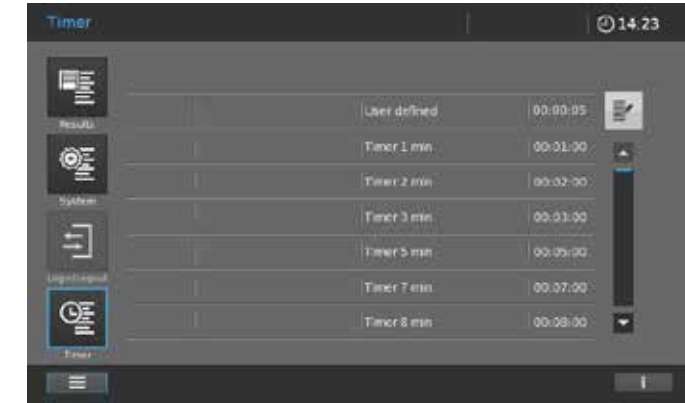 Timer 14:23
Results
User defined 00:00:05
Timer 1 min 00:01:00
System
Timer 2 min 00:02:00
Timer 3 min 00:03:00
Timer 5 min 00:05:00
Login/Logout
Timer 7 min 00:07:00
Timer 8 min 00:08:00
Timer
i